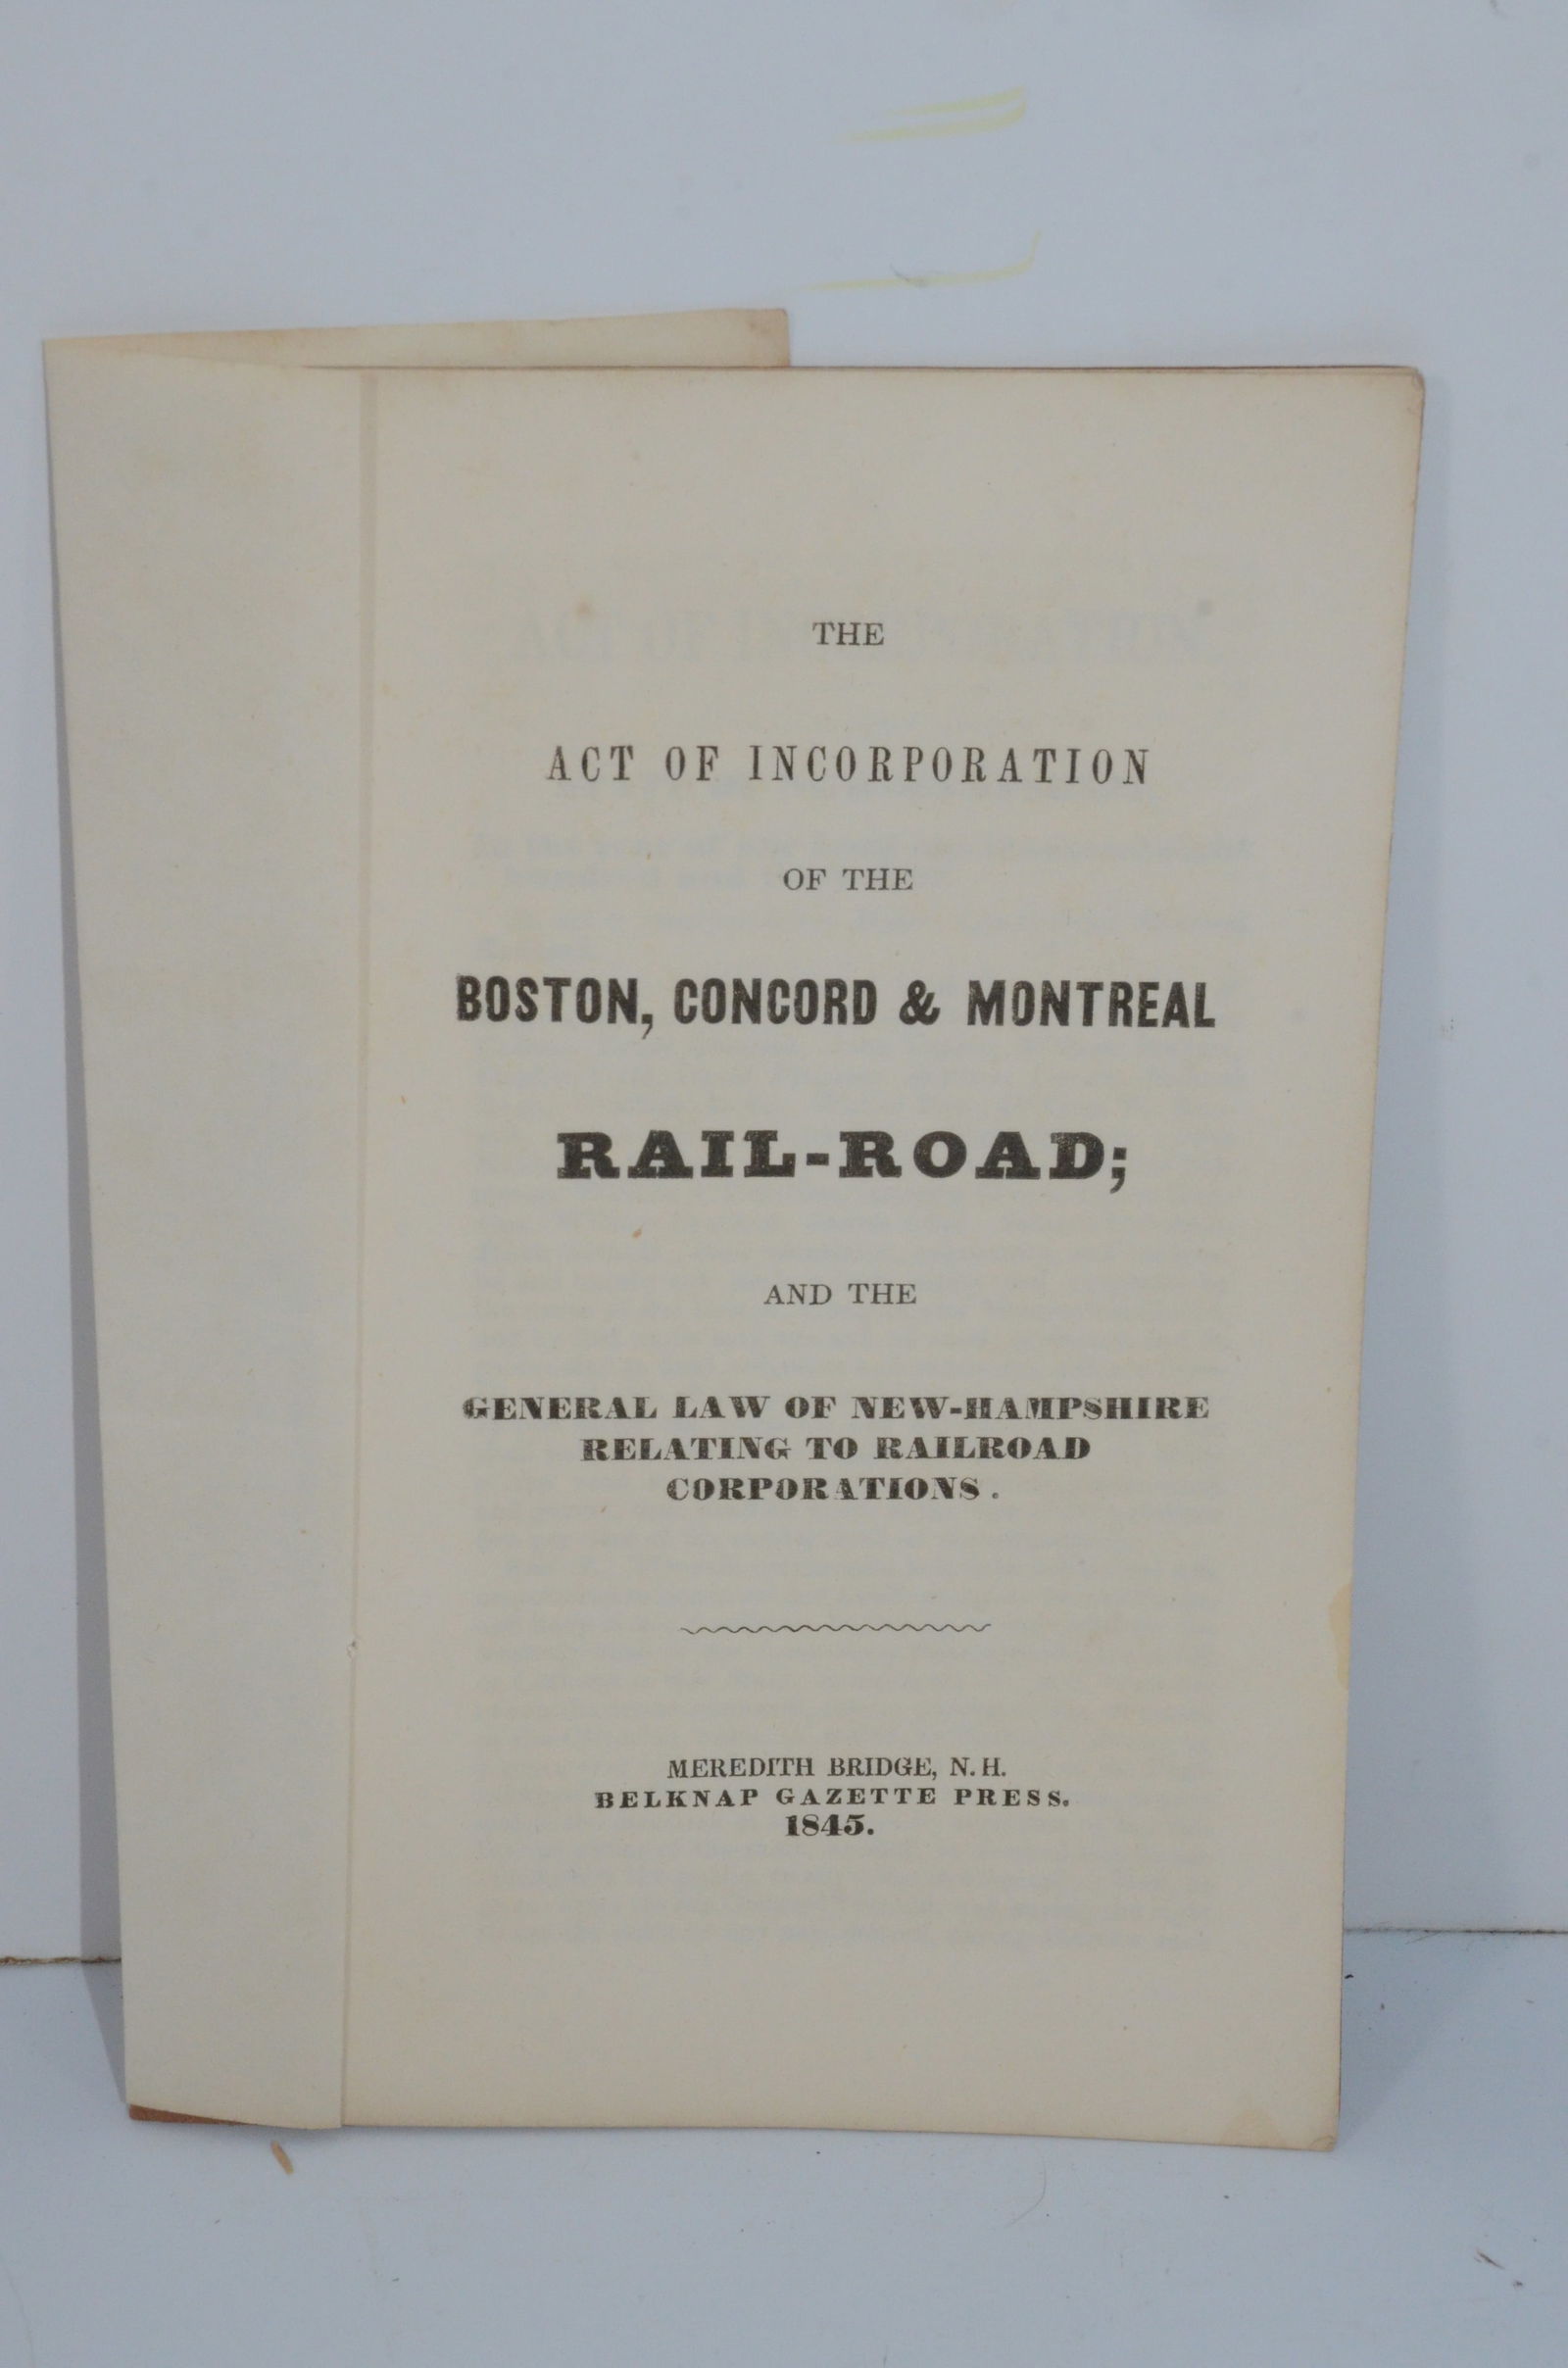 THE
ACT OF INCORPORATION
OF THE
BOSTON, CONCORD & MONTREAL
RAIL-ROAD;
AND THE
GENERAL LAW OF NEW-HAMPSHIRE
RELATING TO RAILROAD
CORPORATIONS.
MEREDITH BRIDGE, N. H.
BELKNAP GAZETTE PRESS.
1845.